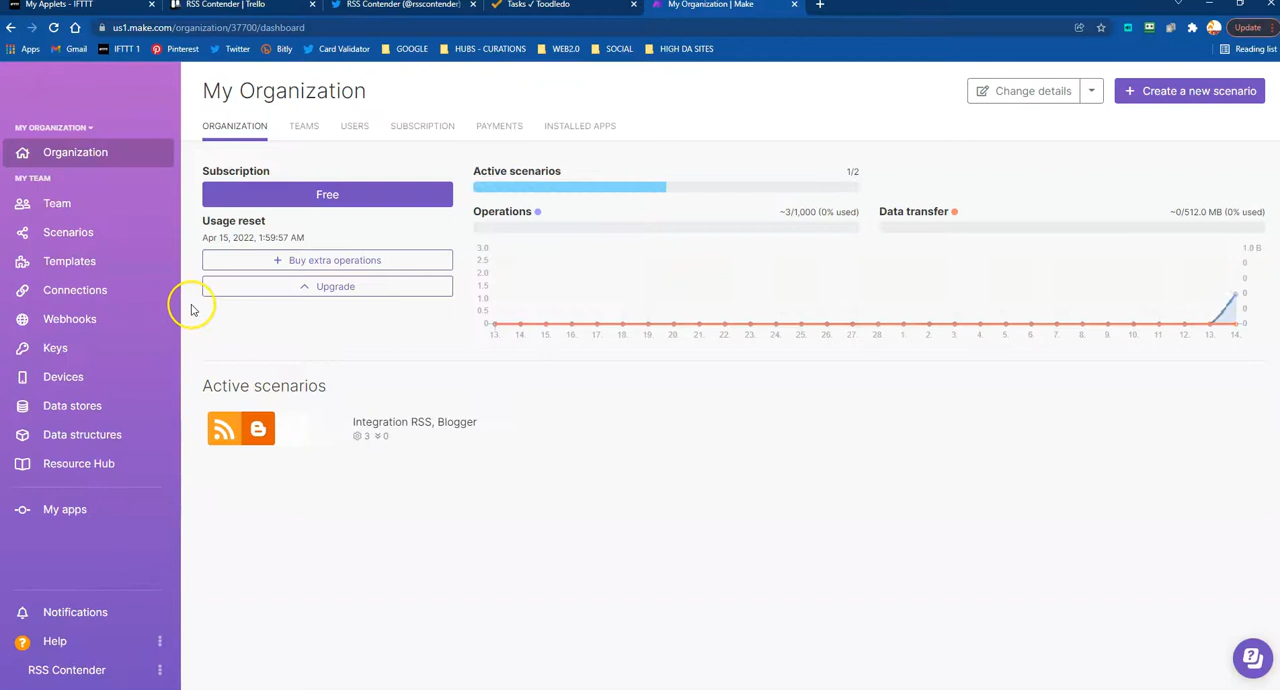 My Applets - IFTTT
RSS Contender | Trello
RSS Contender (@rsscontender)
Tasks ✓ Toodledo
My Organization | Make
us1.make.com/organization/37700/dashboard
Update
Apps
Gmail
IFTTT 1
Pinterest
Twitter
Bitly
Card Validator
GOOGLE
HUBS - CURATIONS
WEB2.0
SOCIAL
HIGH DA SITES
Reading list
MY ORGANIZATION
Organization
MY TEAM
Team
Scenarios
Templates
Connections
Webhooks
Keys
Devices
Data stores
Data structures
Resource Hub
My apps
Notifications
Help
RSS Contender
My Organization
Change details
+ Create a new scenario
ORGANIZATION
TEAMS
USERS
SUBSCRIPTION
PAYMENTS
INSTALLED APPS
Subscription
Free
Usage reset
Apr 15, 2022, 1:59:57 AM
+ Buy extra operations
Upgrade
Active scenarios
1/2
Operations
~3/1,000 (0% used)
Data transfer
~0/512.0 MB (0% used)
3.0
2.5
2.0
1.5
1.0
0.5
0
1.0 B
0
0
0
0
0
13. 14. 15. 16. 17. 18. 19. 20. 21. 22. 23. 24. 25. 26. 27. 28 1. 2. 3. 4. 5. 6. 7. 8. 9. 10. 11 12. 13. 14.
Active scenarios
Integration RSS, Blogger
3 0